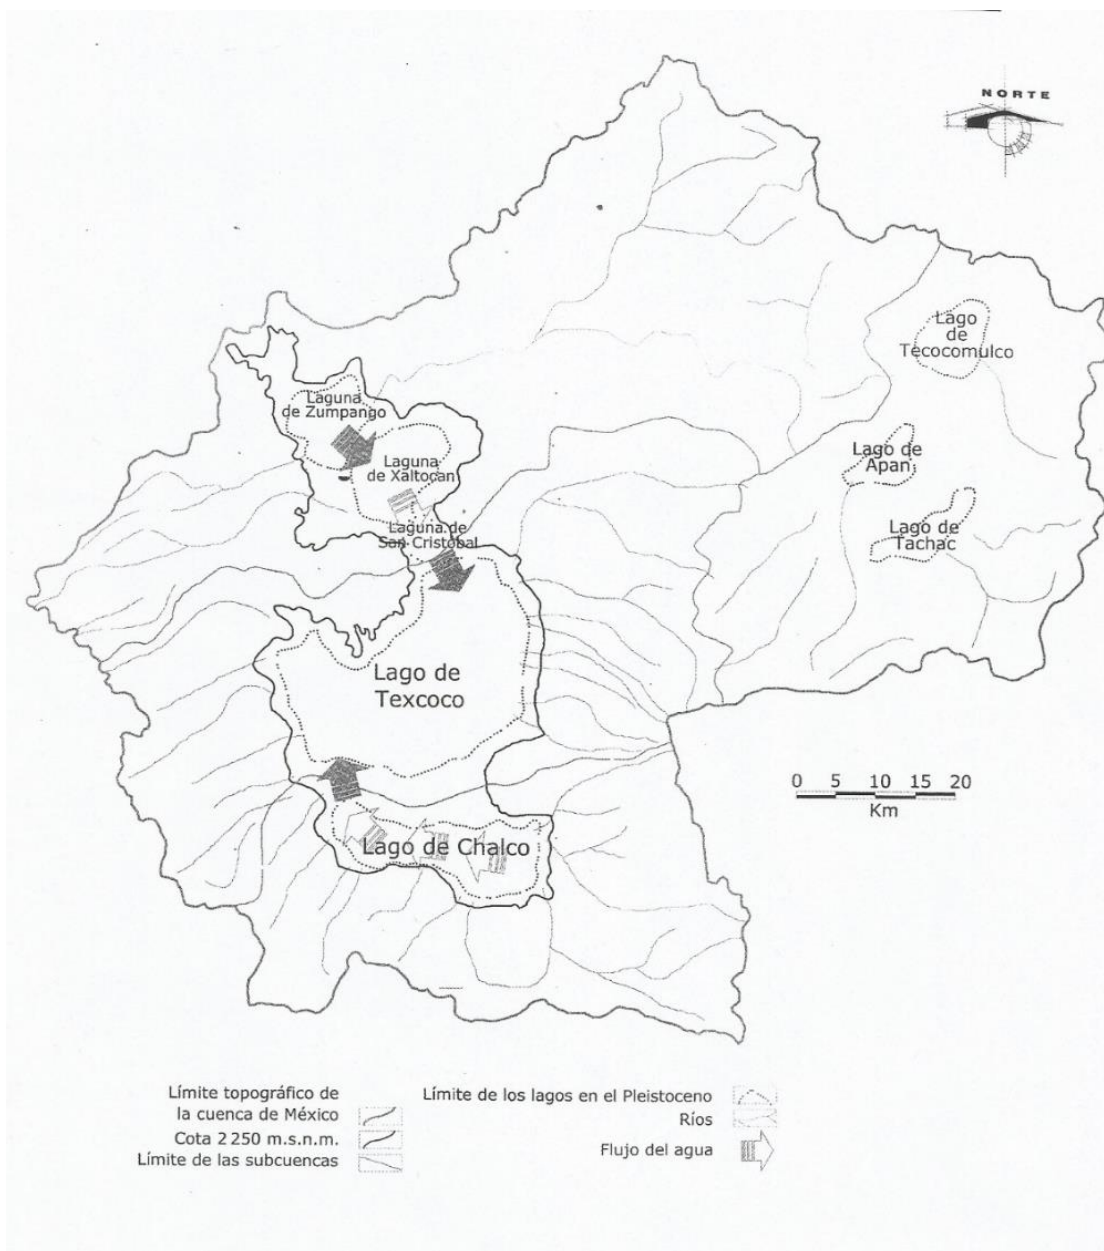 NORTE
Lago
de
Tecocomulco
Laguna
de Zumpango
Lago de
Apan
Laguna
de Xaltocan
Laguna de
San Cristobal
Lago de
Tachac
Lago de
Texcoco
0 5 10 15 20
Km
Lago de Chalco
Límite topográfico de
la cuenca de México
Cota 2 250 m.s.n.m.
Límite de las subcuencas
Límite de los lagos en el Pleistoceno
Ríos
Flujo del agua